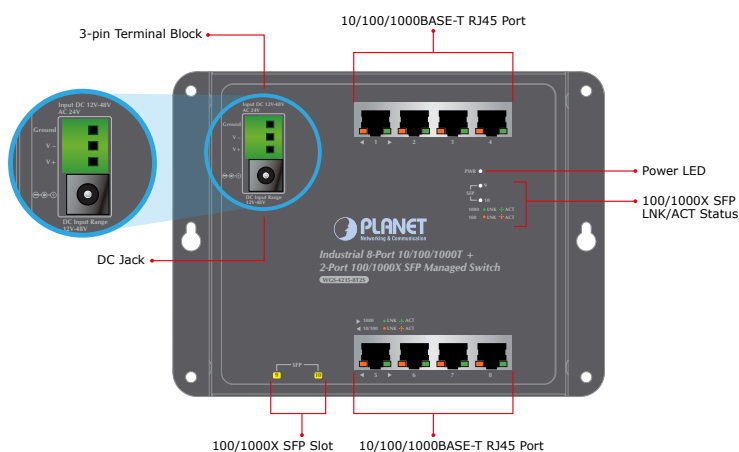 10/100/1000BASE-T RJ45 Port
3-pin Terminal Block
Input DC 12V-48V
AC 24V
Ground
V -
V +
DC Input Range
12V-48V
Input DC 12V-48V
AC 24V
Ground
V -
V +
DC Input Range
12V-48V
1 2 3 4
PWR
Power LED
9
SFP
10
1000 LNK ACT
100 LNK ACT
100/1000X SFP
LNK/ACT Status
PLANET
Networking & Communication
DC Jack
Industrial 8-Port 10/100/1000T +
2-Port 100/1000X SFP Managed Switch
WGS-4215-8T2S
1000 LNK ACT
10/100 LNK ACT
SFP
9 10
5 6 7 8
100/1000X SFP Slot
10/100/1000BASE-T RJ45 Port